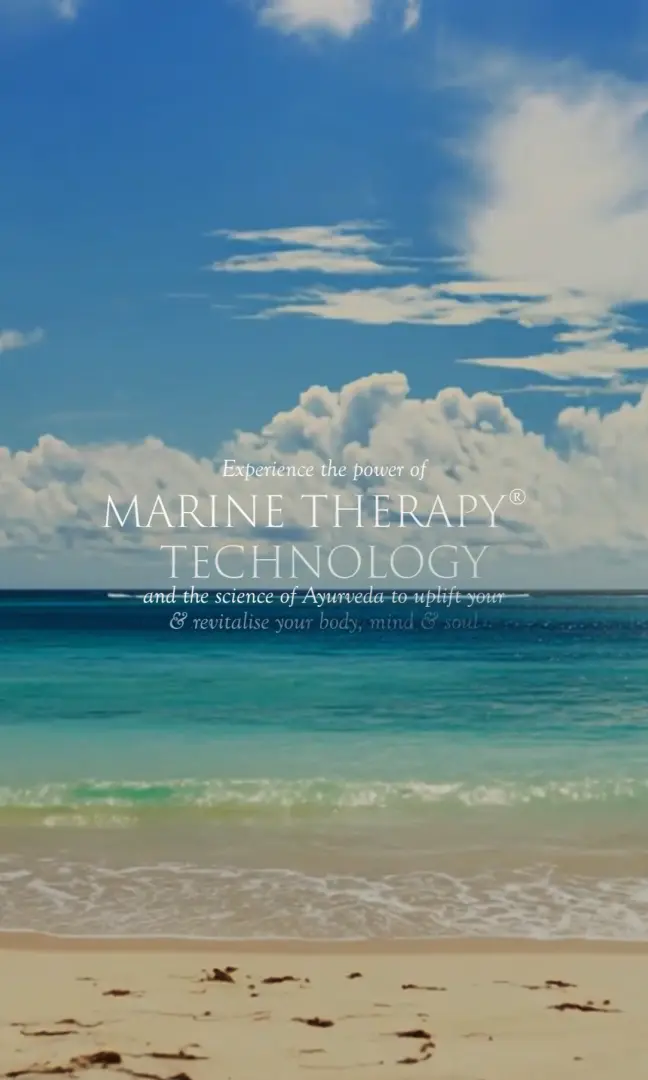 Experience the power of
MARINE THERAPY®
TECHNOLOGY
and the science of Ayurveda to uplift your
& revitalise your body, mind & soul